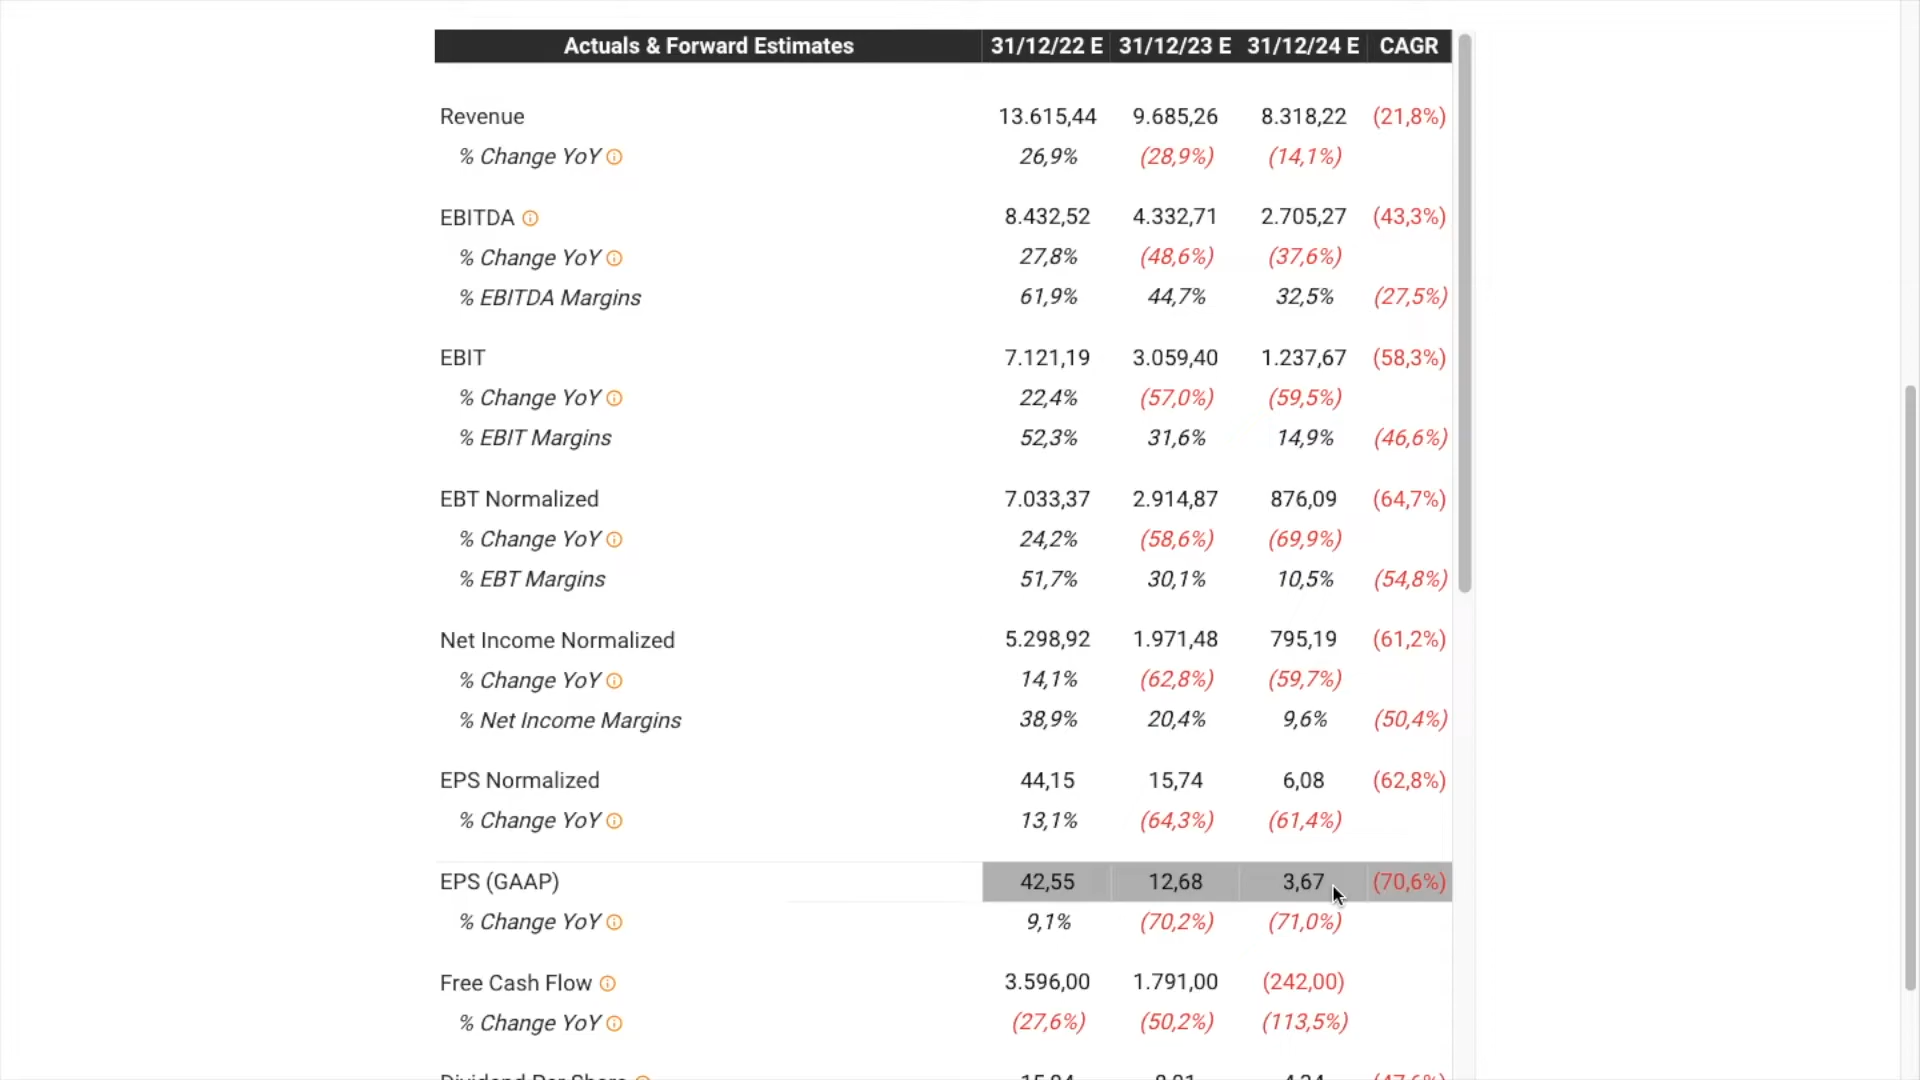 Actuals & Forward Estimates 31/12/22 E 31/12/23 E 31/12/24 E CAGR
Revenue 13.615,44 9.685,26 8.318,22 (21,8%)
% Change YoY 26,9% (28,9%) (14,1%)
EBITDA 8.432,52 4.332,71 2.705,27 (43,3%)
% Change YoY 27,8% (48,6%) (37,6%)
% EBITDA Margins 61,9% 44,7% 32,5% (27,5%)
EBIT 7.121,19 3.059,40 1.237,67 (58,3%)
% Change YoY 22,4% (57,0%) (59,5%)
% EBIT Margins 52,3% 31,6% 14,9% (46,6%)
EBT Normalized 7.033,37 2.914,87 876,09 (64,7%)
% Change YoY 24,2% (58,6%) (69,9%)
% EBT Margins 51,7% 30,1% 10,5% (54,8%)
Net Income Normalized 5.298,92 1.971,48 795,19 (61,2%)
% Change YoY 14,1% (62,8%) (59,7%)
% Net Income Margins 38,9% 20,4% 9,6% (50,4%)
EPS Normalized 44,15 15,74 6,08 (62,8%)
% Change YoY 13,1% (64,3%) (61,4%)
EPS (GAAP) 42,55 12,68 3,67 (70,6%)
% Change YoY 9,1% (70,2%) (71,0%)
Free Cash Flow 3.596,00 1.791,00 (242,00)
% Change YoY (27,6%) (50,2%) (113,5%)
Dividend Per Share